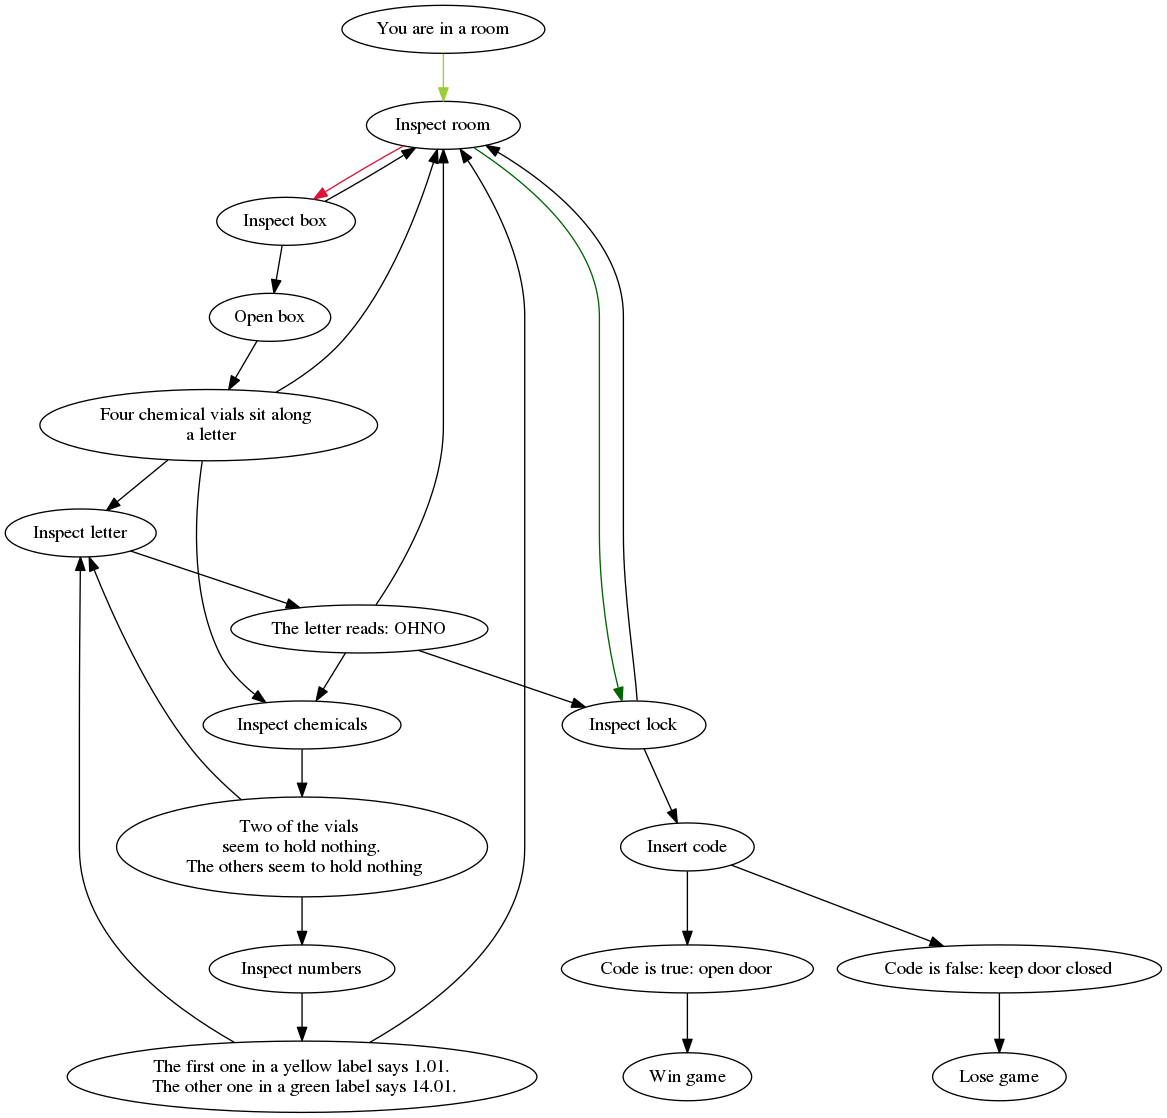 You are in a room
Inspect room
Inspect box
Open box
Four chemical vials sit along
a letter
Inspect letter
The letter reads: OHNO
Inspect chemicals
Inspect lock
Two of the vials
seem to hold nothing.
The others seem to hold nothing
Insert code
Inspect numbers
Code is true: open door
Code is false: keep door closed
The first one in a yellow label says 1.01.
The other one in a green label says 14.01.
Win game
Lose game